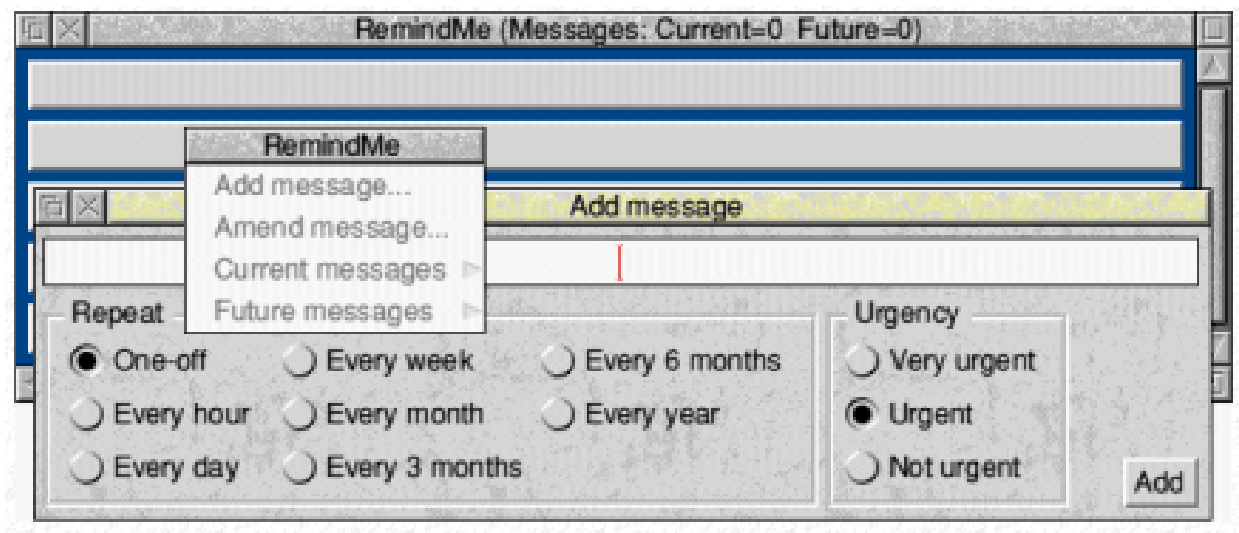 RemindMe (Messages: Current=0 Future=0)
RemindMe
Add message...
Amend message...
Current messages
Future messages
Add message
Repeat
One-off
Every hour
Every day
Every week
Every month
Every 3 months
Every 6 months
Every year
Urgency
Very urgent
Urgent
Not urgent
Add